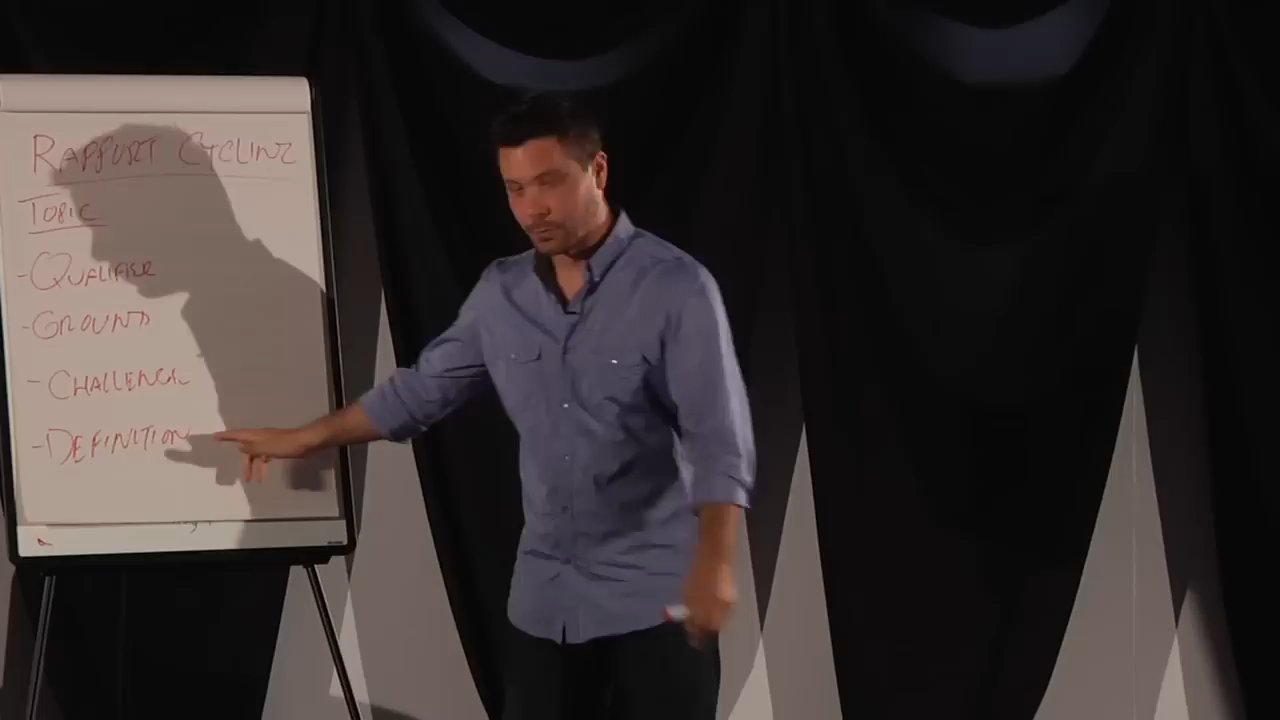 RAPPORT CYCLING
TOPIC
- QUALIFIER
- GROUND
- CHALLENGE
- DEFINITION